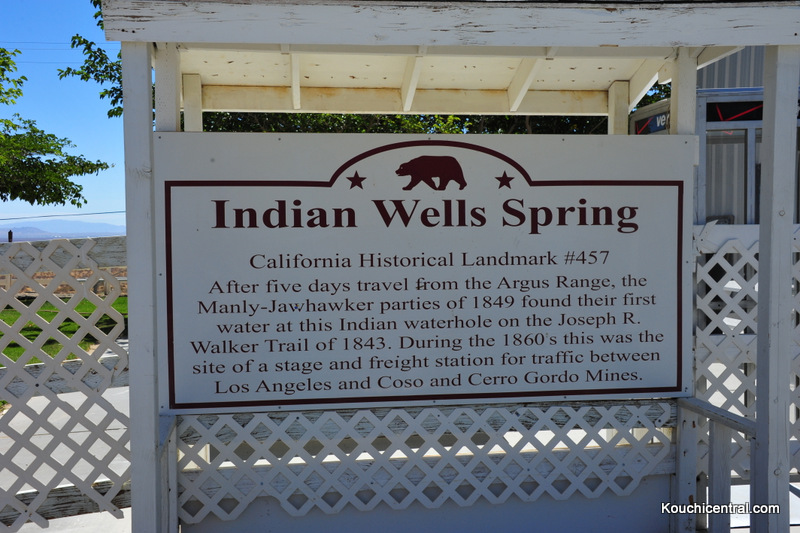 Indian Wells Spring
California Historical Landmark #457
After five days travel from the Argus Range, the
Manly-Jawhawker parties of 1849 found their first
water at this Indian waterhole on the Joseph R.
Walker Trail of 1843. During the 1860's this was the
site of a stage and freight station for traffic between
Los Angeles and Coso and Cerro Gordo Mines.
Kouchicentral.com